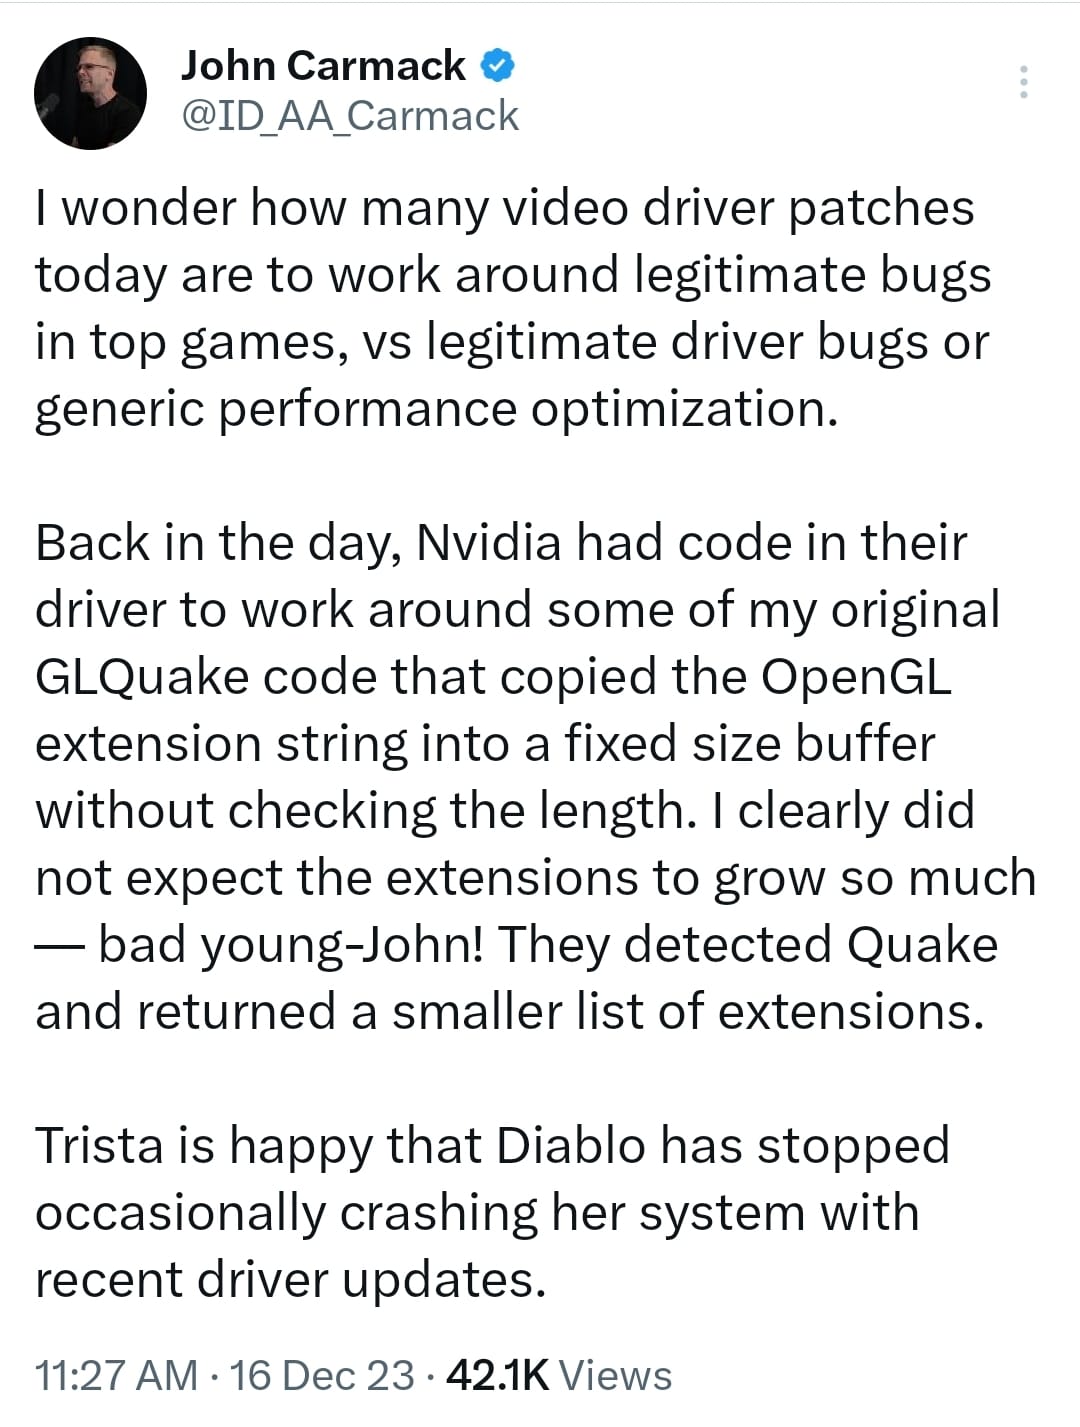 John Carmack
@ID_AA_Carmack
I wonder how many video driver patches
today are to work around legitimate bugs
in top games, vs legitimate driver bugs or
generic performance optimization.
Back in the day, Nvidia had code in their
driver to work around some of my original
GLQuake code that copied the OpenGL
extension string into a fixed size buffer
without checking the length. I clearly did
not expect the extensions to grow so much
— bad young-John! They detected Quake
and returned a smaller list of extensions.
Trista is happy that Diablo has stopped
occasionally crashing her system with
recent driver updates.
11:27 AM · 16 Dec 23 · 42.1K Views